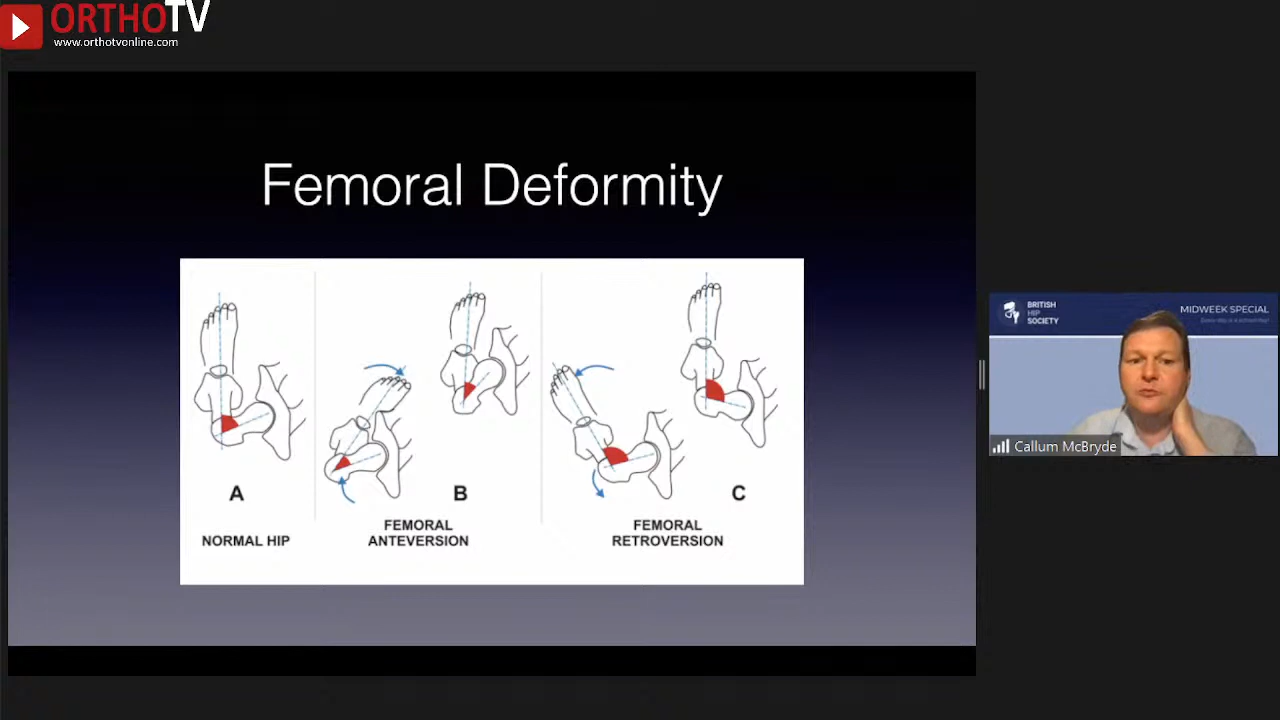 ORTHOTV
www.orthotvonline.com
Femoral Deformity
A
B
C
NORMAL HIP
FEMORAL
ANTEVERSION
FEMORAL
RETROVERSION
BRITISH
HIP
SOCIETY
MIDWEEK SPECIAL
Callum McBryde